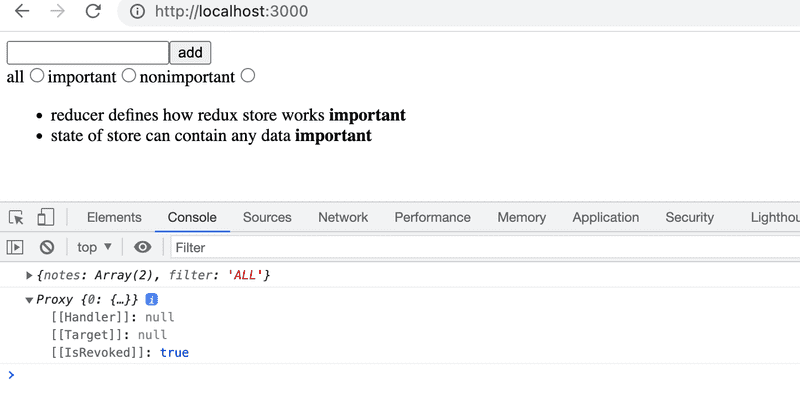 http://localhost:3000
add
all important nonimportant
• reducer defines how redux store works important
• state of store can contain any data important
Elements Console Sources Network Performance Memory Application Security Lighthou
top ▼ Filter
▶ {notes: Array(2), filter: 'ALL'}
▼ Proxy {0: {…}} i
[[Handler]]: null
[[Target]]: null
[[IsRevoked]]: true
>